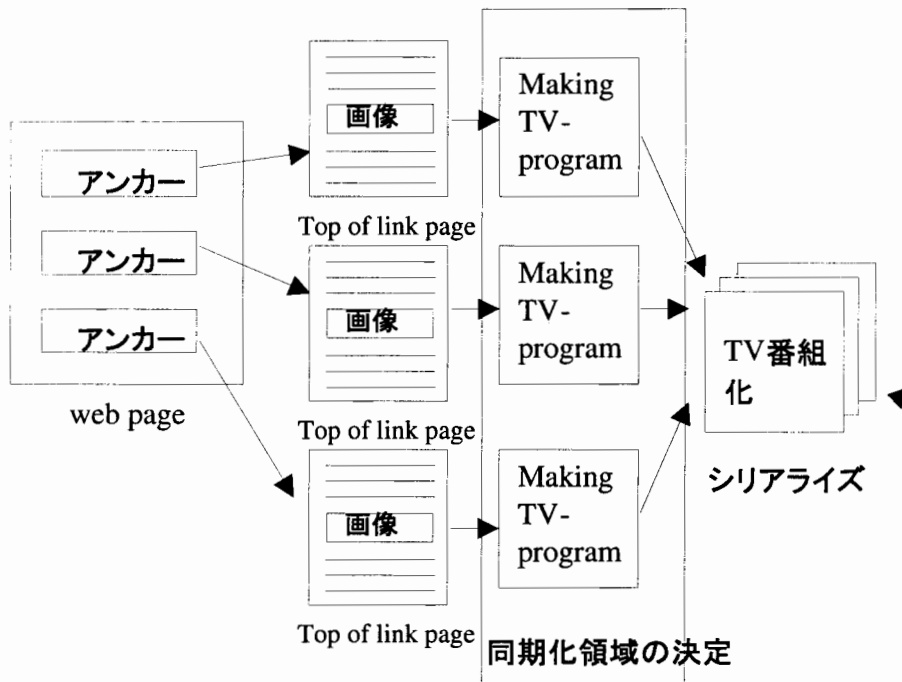 アンカー
アンカー
アンカー
web page
画像
Top of link page
画像
Top of link page
画像
Top of link page
Making
TV-
program
Making
TV-
program
Making
TV-
program
同期化領域の決定
TV番組
化
シリアライズ